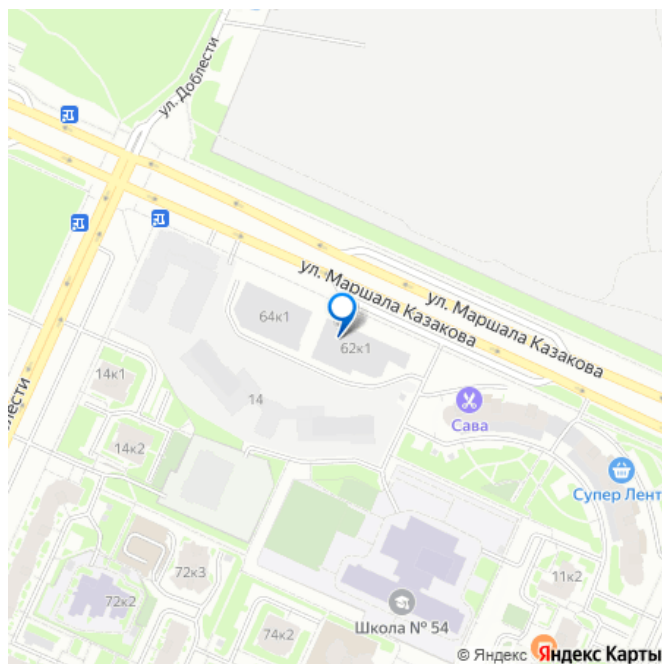 ул. Доблести
ул. Маршала Казакова
ул. Маршала Казакова
64к1
62к1
14к1
лести
14
Сава
14к2
Супер Лент
72к3
11к2
72к2
Школа № 54
74к2
© Яндекс Яндекс Карты